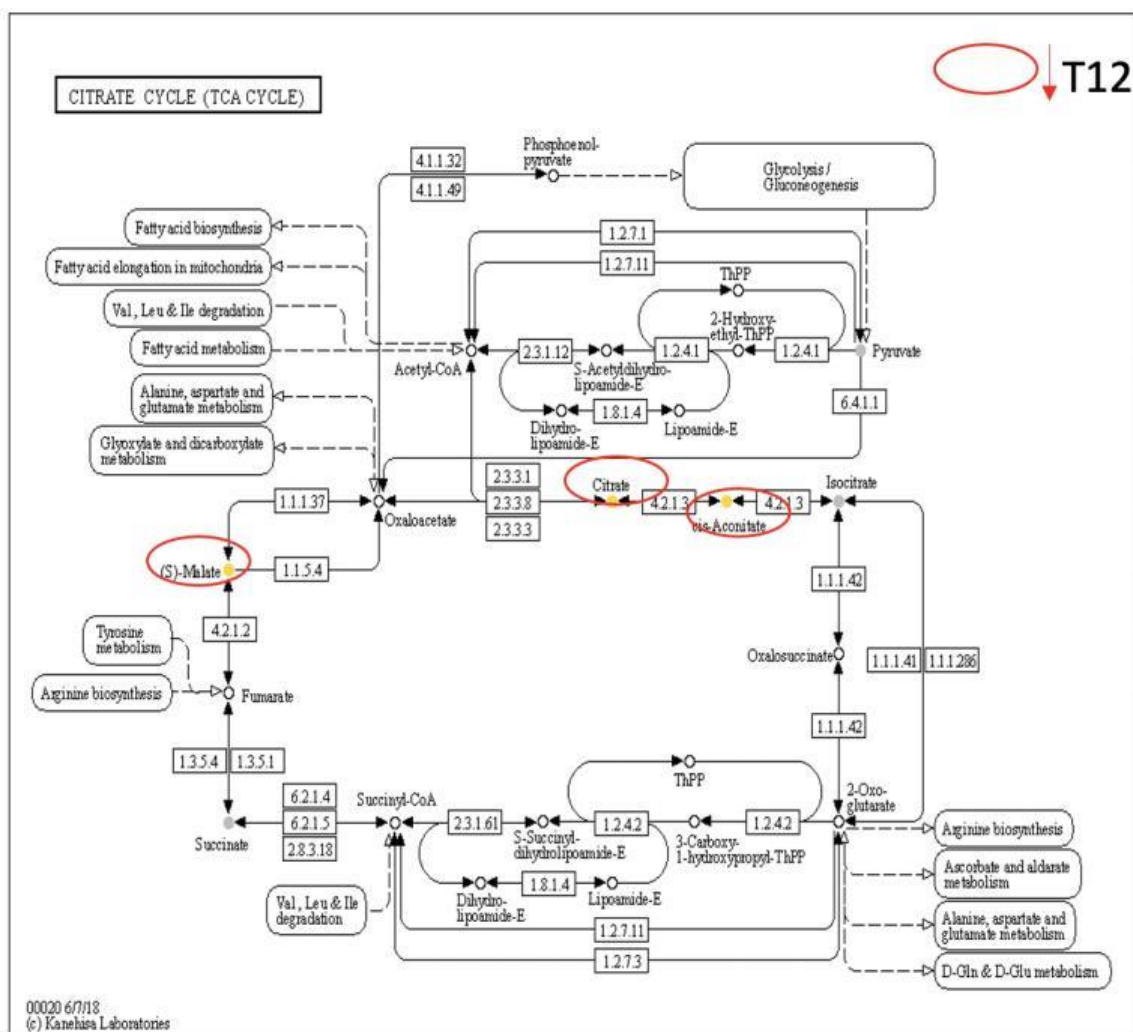 T12
CITRATE CYCLE (TCA CYCLE)
Phosphoenol-
pyruvate
4.1.1.32
4.1.1.49
Glycolysis /
Gluconeogenesis
Fatty acid biosynthesis
Fatty acid elongation in mitochondria
Val, Leu & Ile degradation
Fatty acid metabolism
Alanine, aspartate and
glutamate metabolism
Glyoxylate and dicarboxylate
metabolism
1.2.7.1
1.2.7.11
ThPP
2-Hydroxy-
ethyl-ThPP
Acetyl-CoA
2.3.1.12
S-Acetyldihydro-
lipoamide-E
1.2.4.1
1.2.4.1
Pyruvate
1.8.1.4
Dihydro-
lipoamide-E
Lipoamide-E
6.4.1.1
1.1.1.37
Oxaloacetate
2.3.3.1
2.3.3.8
2.3.3.3
Citrate
4.2.1.3
cis-Aconitate
4.2.1.3
Isocitrate
(S)-Malate
1.1.5.4
1.1.1.42
4.2.1.2
Tyrosine
metabolism
Arginine biosynthesis
Fumarate
Oxalosuccinate
1.1.1.41
1.1.1.286
1.1.1.42
1.3.5.4
1.3.5.1
ThPP
Succinate
6.2.1.4
6.2.1.5
2.8.3.18
Succinyl-CoA
2.3.1.61
S-Succinyl-
dihydrolipoamide-E
1.2.4.2
3-Carboxy-
1-hydroxypropyl-ThPP
1.2.4.2
2-Oxo-
glutarate
Val, Leu & Ile
degradation
Dihydro-
lipoamide-E
1.8.1.4
Lipoamide-E
1.2.7.11
1.2.7.3
Arginine biosynthesis
Ascorbate and aldarate
metabolism
Alanine, aspartate and
glutamate metabolism
D-Gln & D-Glu metabolism
00020 6/7/18
(c) Kanehisa Laboratories